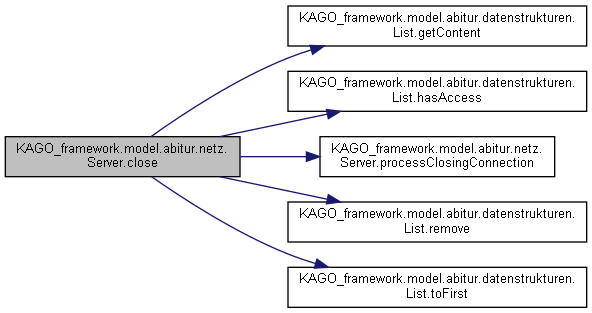 KAGO_framework.model.abitur.netz.
Server.close
KAGO_framework.model.abitur.datenstrukturen.
List.getContent
KAGO_framework.model.abitur.datenstrukturen.
List.hasAccess
KAGO_framework.model.abitur.netz.
Server.processClosingConnection
KAGO_framework.model.abitur.datenstrukturen.
List.remove
KAGO_framework.model.abitur.datenstrukturen.
List.toFirst